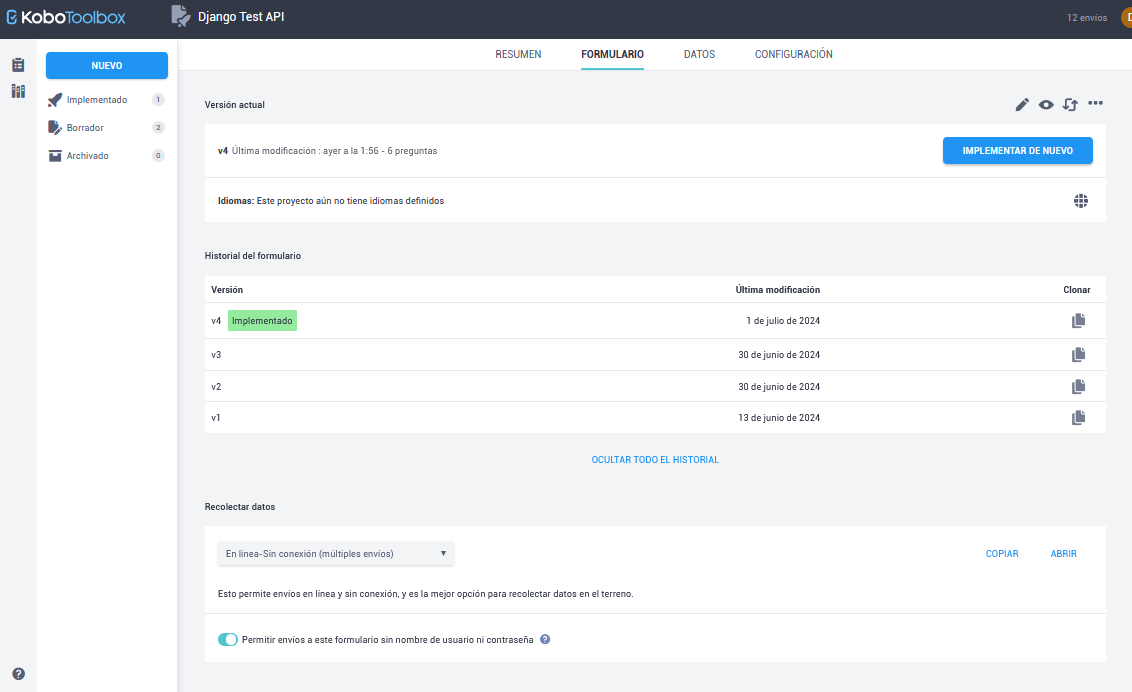 KoboToolbox
Django Test API
12 envíos
D
RESUMEN
FORMULARIO
DATOS
CONFIGURACIÓN
NUEVO
Implementado 1
Borrador 2
Archivado 0
Versión actual
v4 Última modificación : ayer a la 1:56 - 6 preguntas
IMPLEMENTAR DE NUEVO
Idiomas: Este proyecto aún no tiene idiomas definidos
Historial del formulario
Versión Última modificación Clonar
v4 Implementado 1 de julio de 2024
v3 30 de junio de 2024
v2 30 de junio de 2024
v1 13 de junio de 2024
OCULTAR TODO EL HISTORIAL
Recolectar datos
En línea-Sin conexión (múltiples envíos)
COPIAR
ABRIR
Esto permite envíos en línea y sin conexión, y es la mejor opción para recolectar datos en el terreno.
Permitir envíos a este formulario sin nombre de usuario ni contraseña